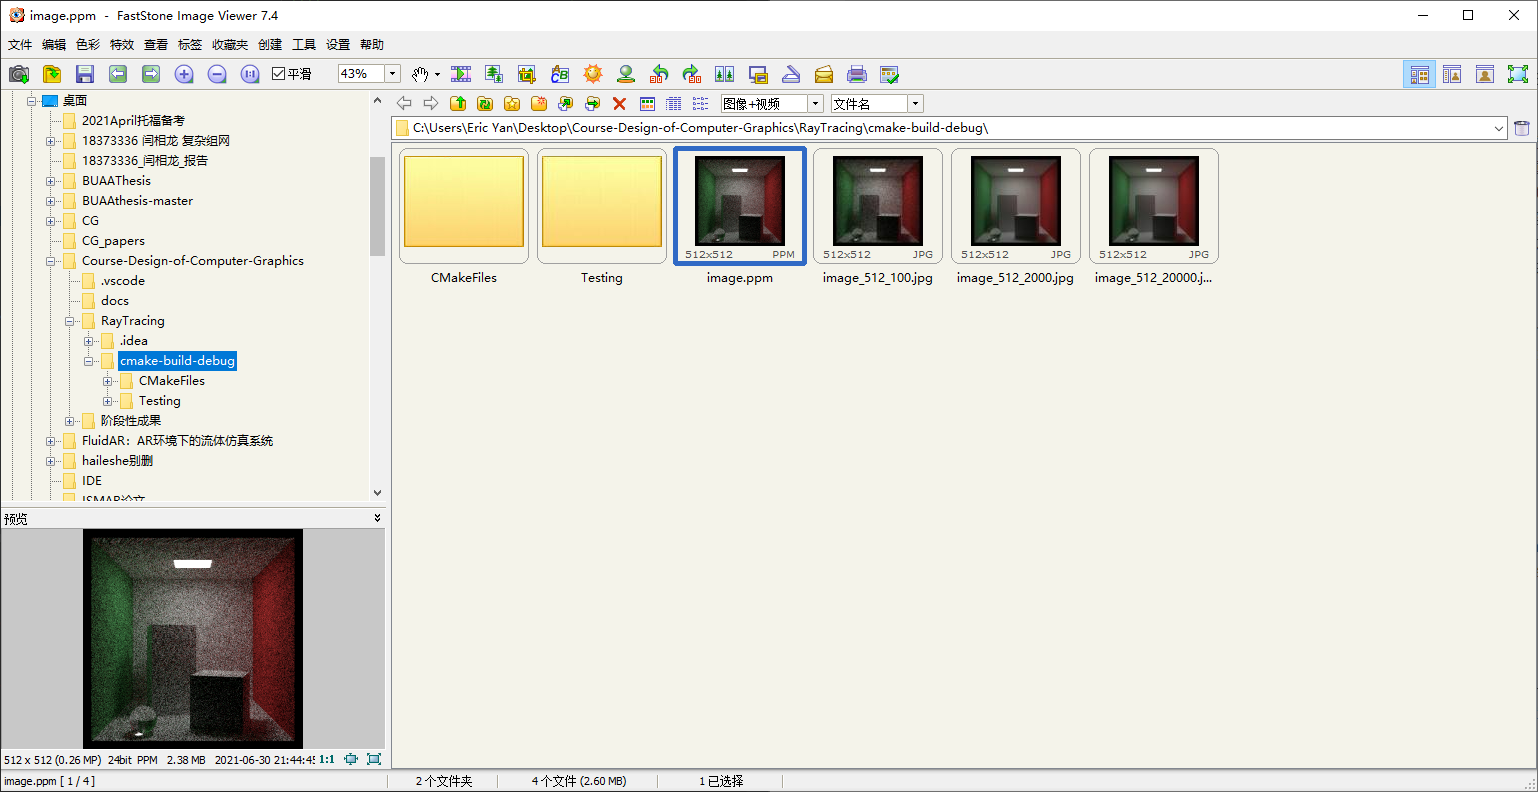 image.ppm - FastStone Image Viewer 7.4
文件 编辑 色彩 特效 查看 标签 收藏夹 创建 工具 设置 帮助
1:1 平滑 43%
桌面
2021April托福备考
18373336 闫相龙 复杂组网
18373336_闫相龙_报告
BUAAThesis
BUAAthesis-master
CG
CG_papers
Course-Design-of-Computer-Graphics
.vscode
docs
RayTracing
.idea
cmake-build-debug
CMakeFiles
Testing
阶段性成果
FluidAR：AR环境下的流体仿真系统
haileshe别删
IDE
ISMAR论文
图像+视频 文件名
C:\Users\Eric Yan\Desktop\Course-Design-of-Computer-Graphics\RayTracing\cmake-build-debug\
512x512 PPM 512x512 JPG 512x512 JPG 512x512 JPG
CMakeFiles Testing image.ppm image_512_100.jpg image_512_2000.jpg image_512_20000.j...
预览
512 x 512 (0.26 MP) 24bit PPM 2.38 MB 2021-06-30 21:44:45 1:1
image.ppm [ 1 / 4 ] 2 个文件夹 4 个文件 (2.60 MB) 1 已选择